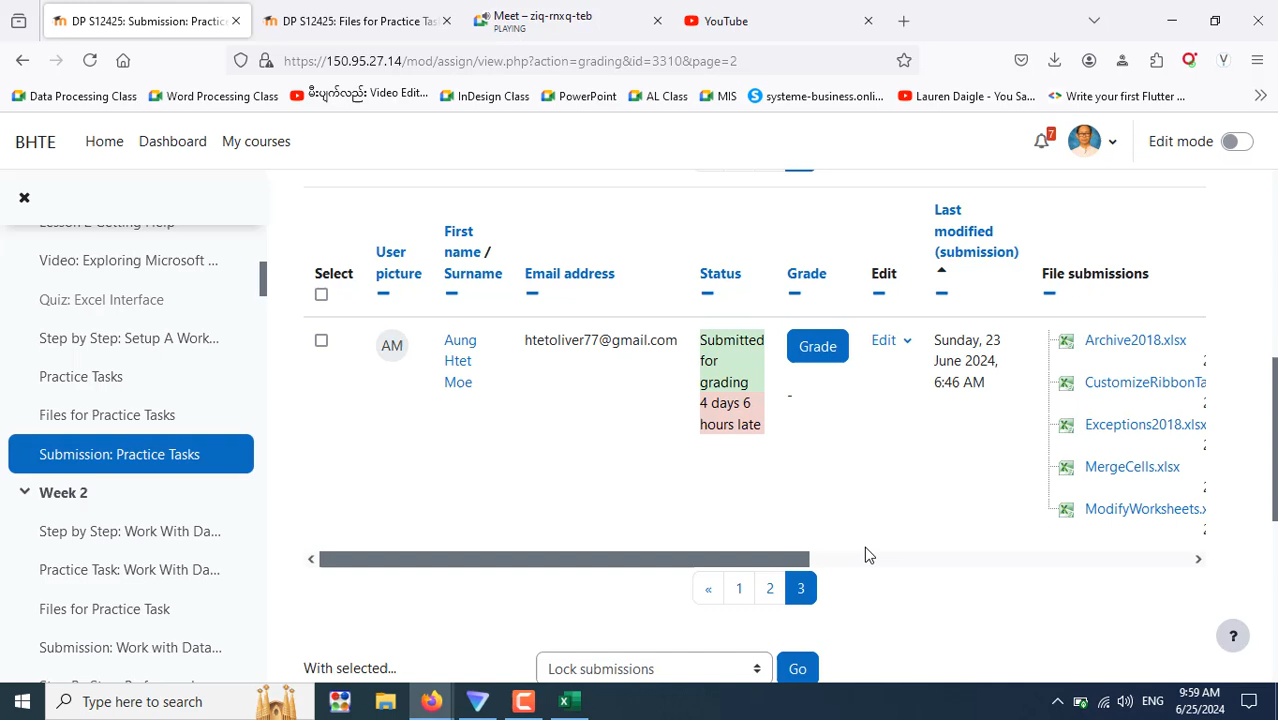 DP S12425: Submission: Practice
DP S12425: Files for Practice Tas
Meet – ziq-rnxq-teb
PLAYING
YouTube
https://150.95.27.14/mod/assign/view.php?action=grading&id=3310&page=2
Data Processing Class
Word Processing Class
မီးပျက်လည်း Video Edit...
InDesign Class
PowerPoint
AL Class
MIS
systeme-business.onli...
Lauren Daigle - You Sa...
Write your first Flutter ...
BHTE
Home
Dashboard
My courses
7
Edit mode
Video: Exploring Microsoft ...
Quiz: Excel Interface
Step by Step: Setup A Work...
Practice Tasks
Files for Practice Tasks
Submission: Practice Tasks
Week 2
Step by Step: Work With Da...
Practice Task: Work With Da...
Files for Practice Task
Submission: Work with Data...
Select
User picture
First name / Surname
Email address
Status
Grade
Edit
Last modified (submission)
File submissions
AM
Aung
Htet
Moe
htetoliver77@gmail.com
Submitted
for
grading
4 days 6
hours late
Grade
-
Edit
Sunday, 23
June 2024,
6:46 AM
Archive2018.xlsx
CustomizeRibbonTa
Exceptions2018.xlsx
MergeCells.xlsx
ModifyWorksheets.x
« 1 2 3
With selected...
Lock submissions
Go
?
Type here to search
ENG
9:59 AM
6/25/2024